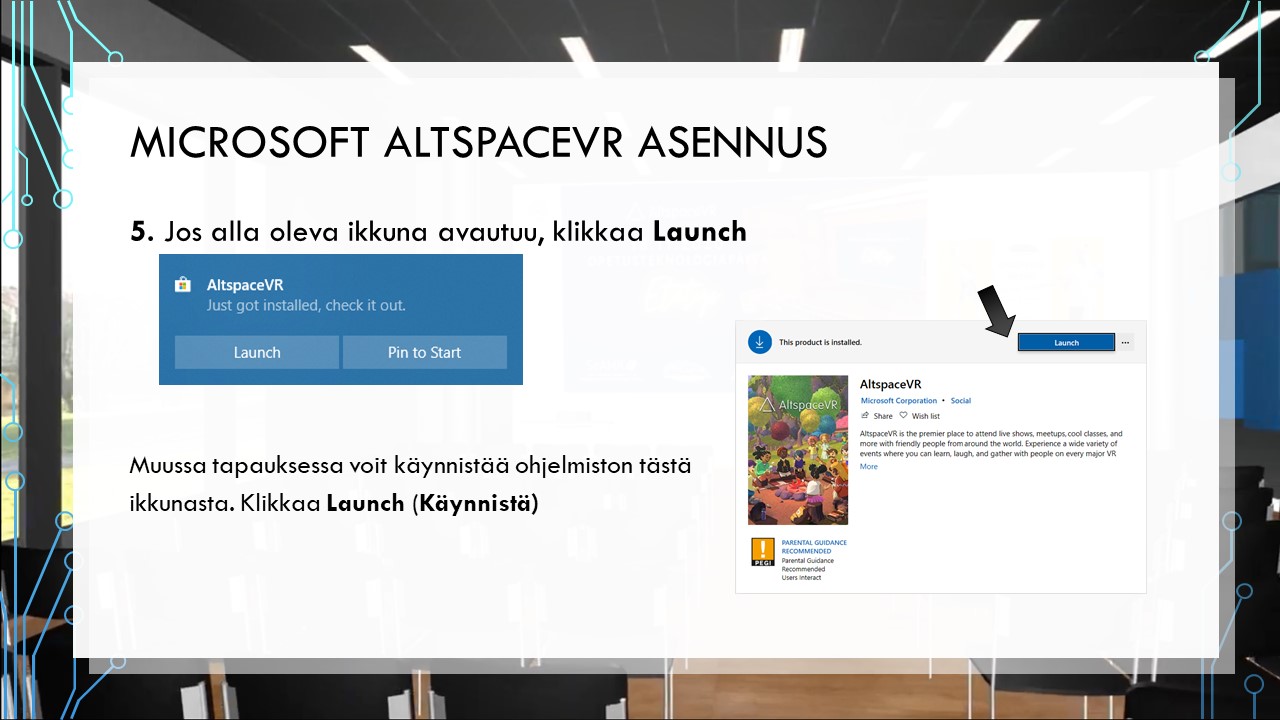 MICROSOFT ALTSPACEVR ASENNUS
5. Jos alla oleva ikkuna avautuu, klikkaa Launch
AltspaceVR
Just got installed, check it out.
Launch
Pin to Start
Muussa tapauksessa voit käynnistää ohjelmiston tästä
ikkunasta. Klikkaa Launch (Käynnistä)
This product is installed.
Launch
...
AltspaceVR
AltspaceVR
Microsoft Corporation • Social
Share Wish list
AltspaceVR is the premier place to attend live shows, meetups, cool classes, and
more with friendly people from around the world. Experience a wide variety of
events where you can learn, laugh, and gather with people on every major VR
More
PEGI
PARENTAL GUIDANCE
RECOMMENDED
Parental Guidance
Recommended
Users Interact